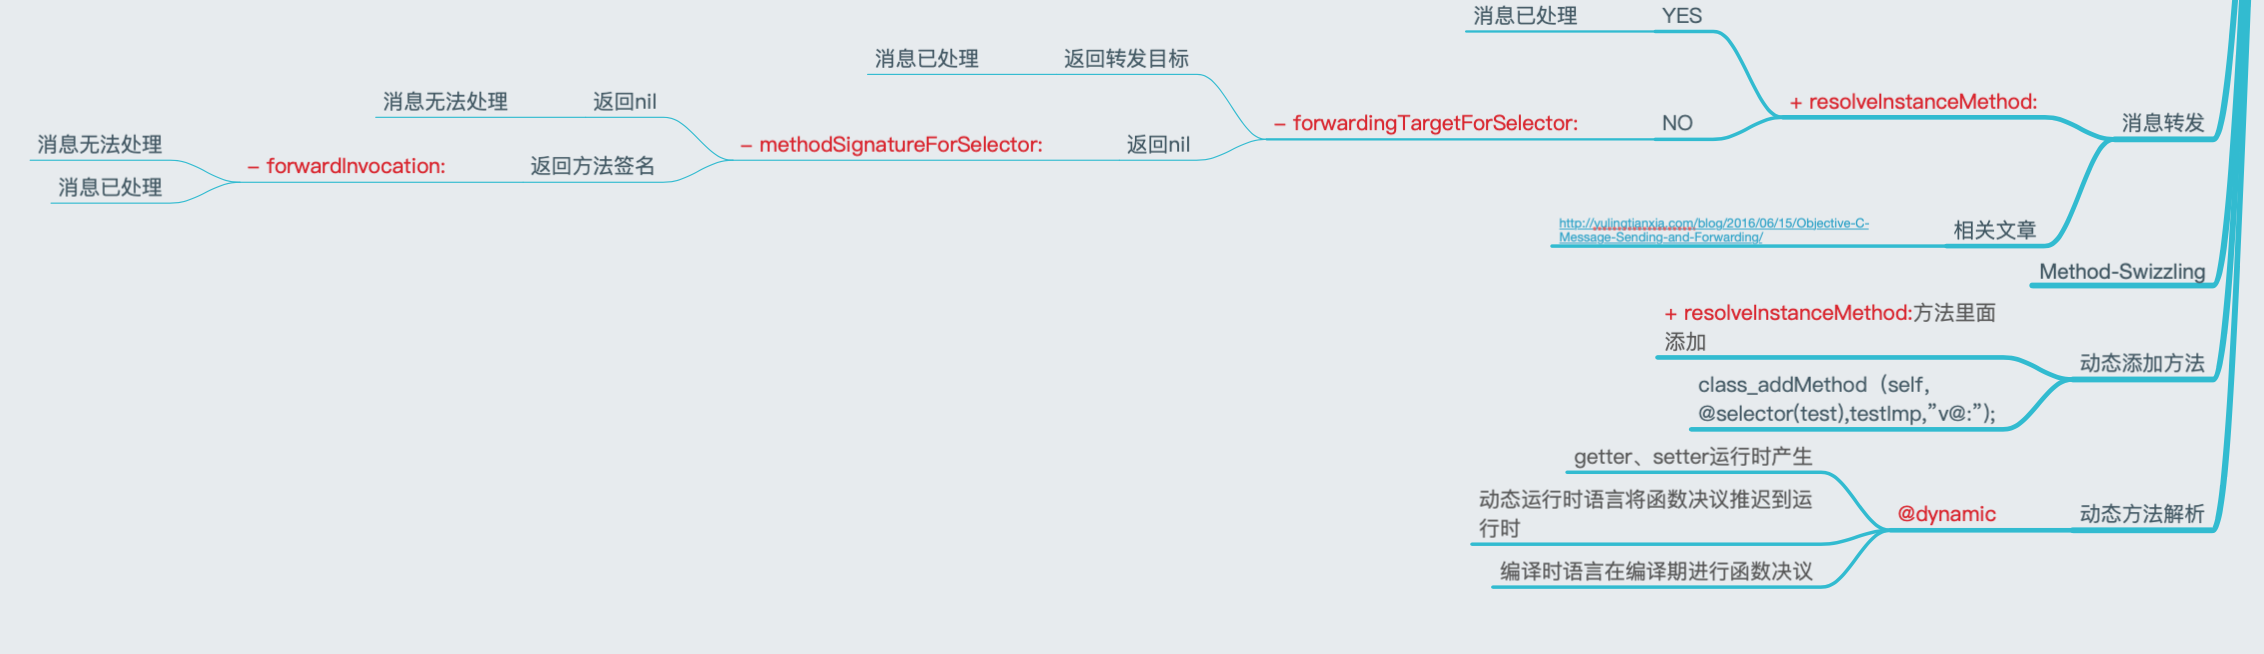 消息已处理
YES
消息已处理
返回转发目标
消息无法处理
返回nil
+ resolveInstanceMethod:
- forwardingTargetForSelector:
NO
消息转发
消息无法处理
- methodSignatureForSelector:
返回nil
- forwardInvocation:
返回方法签名
消息已处理
http://yulingtianxia.com/blog/2016/06/15/Objective-C-
Message-Sending-and-Forwarding/
相关文章
Method-Swizzling
+ resolveInstanceMethod:方法里面
添加
动态添加方法
class_addMethod（self,
@selector(test),testImp,”v@:”);
getter、setter运行时产生
动态运行时语言将函数决议推迟到运
行时
@dynamic
动态方法解析
编译时语言在编译期进行函数决议